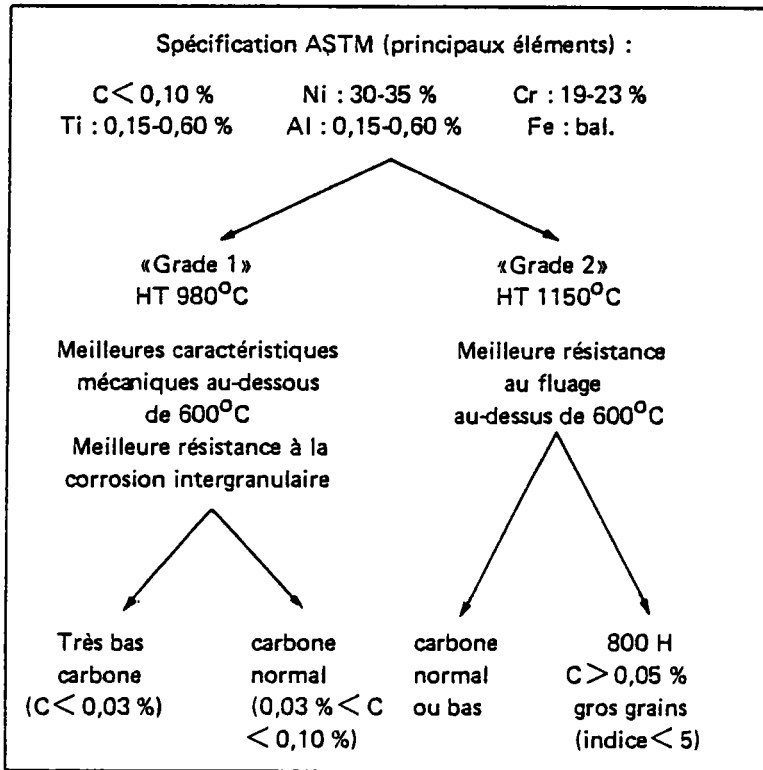 Spécification ASTM (principaux éléments) :
C < 0,10 % Ni : 30-35 % Cr : 19-23 %
Ti : 0,15-0,60 % Al : 0,15-0,60 % Fe : bal.
«Grade 1»
HT 980°C
Meilleures caractéristiques
mécaniques au-dessous
de 600°C
Meilleure résistance à la
corrosion intergranulaire
«Grade 2»
HT 1150°C
Meilleure résistance
au fluage
au-dessus de 600°C
Très bas
carbone
(C < 0,03 %)
carbone
normal
(0,03 % < C
< 0,10 %)
carbone
normal
ou bas
800 H
C > 0,05 %
gros grains
(indice < 5)